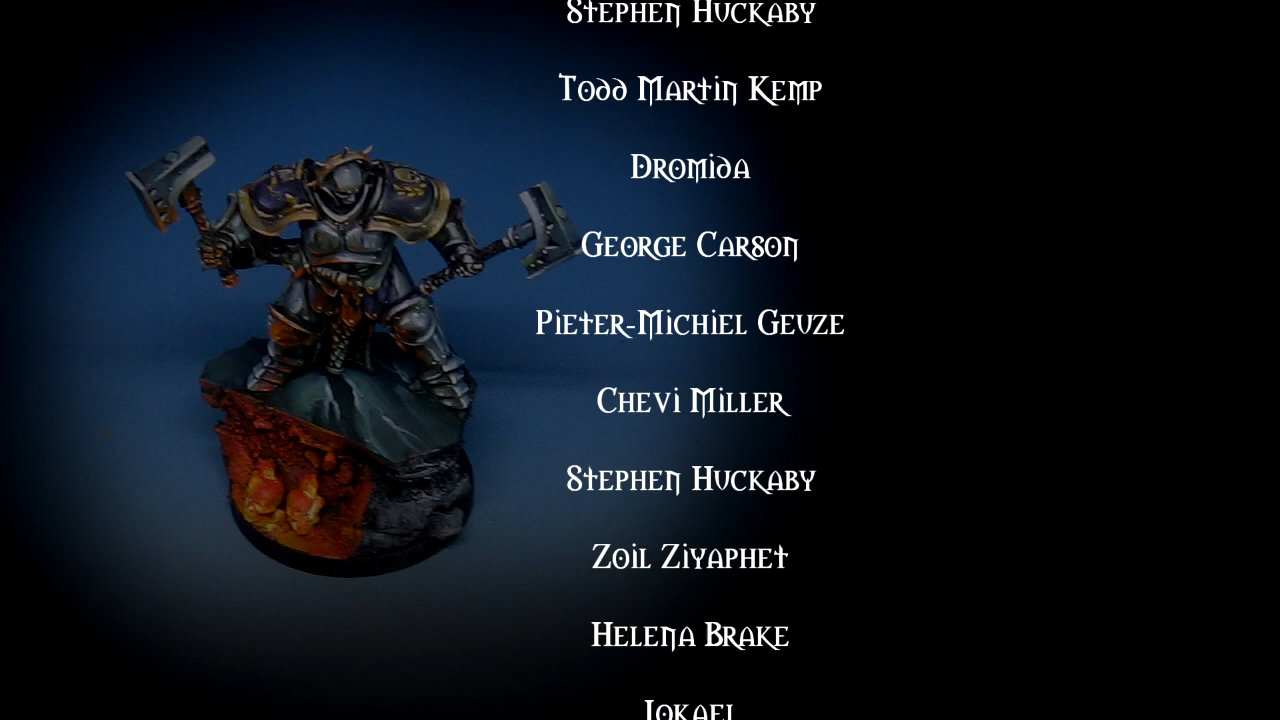 Stephen Huckaby
Todd Martin Kemp
Dromida
George Carson
Pieter-Michiel Geuze
Chevi Miller
Stephen Huckaby
Zoil Ziyaphet
Helena Brake